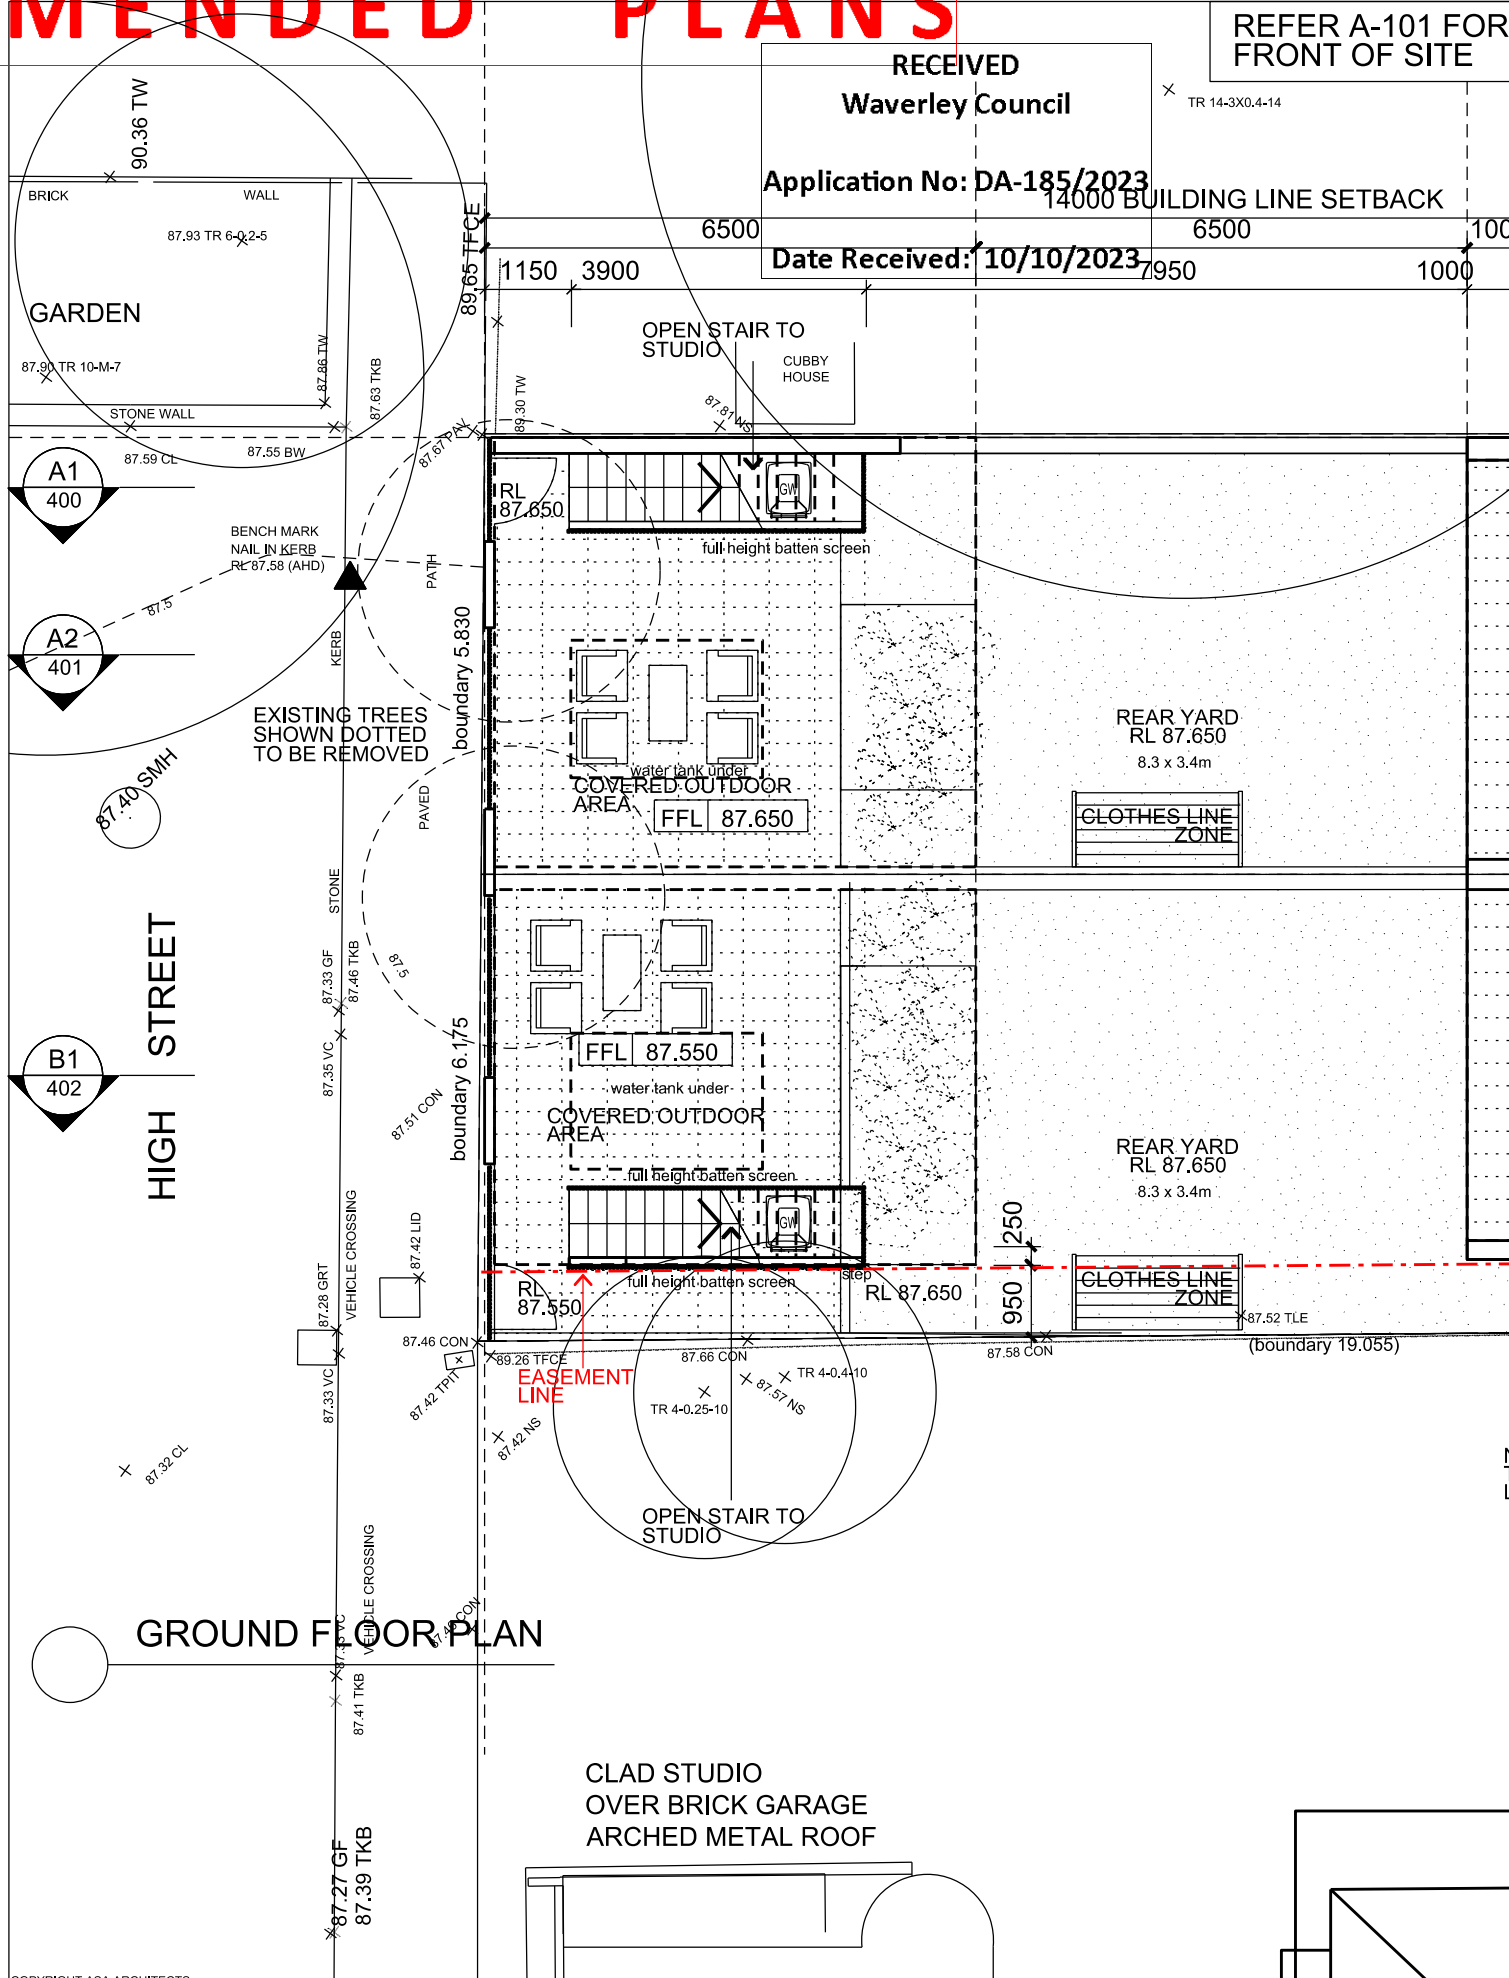 MENDED PLANS
REFER A-101 FOR
FRONT OF SITE
RECEIVED
Waverley Council
Application No: DA-185/2023
Date Received: 10/10/2023
TR 14-3X0.4-14
14000 BUILDING LINE SETBACK
6500
6500
100
1150
3900
7950
1000
90.36 TW
BRICK
WALL
87.93 TR 6-0.2-5
GARDEN
87.90 TR 10-M-7
87.86 TW
87.63 TKB
STONE WALL
87.59 CL
87.55 BW
89.65 TFCE
89.30 TW
87.67 PAV
OPEN STAIR TO
STUDIO
CUBBY
HOUSE
87.81 NS
A1
400
RL
87.650
GW
full height batten screen
BENCH MARK
NAIL IN KERB
RL 87.58 (AHD)
PATH
87.5
A2
401
KERB
boundary 5.830
EXISTING TREES
SHOWN DOTTED
TO BE REMOVED
water tank under
COVERED OUTDOOR
AREA
FFL 87.650
REAR YARD
RL 87.650
8.3 x 3.4m
CLOTHES LINE
ZONE
87.40 SMH
PAVED
STONE
87.33 GF
87.46 TKB
87.5
HIGH STREET
87.35 VC
B1
402
87.51 CON
boundary 6.175
FFL 87.550
water tank under
COVERED OUTDOOR
AREA
full height batten screen
GW
REAR YARD
RL 87.650
8.3 x 3.4m
250
950
VEHICLE CROSSING
87.42 LID
87.28 GRT
RL
87.550
full height batten screen
step
RL 87.650
CLOTHES LINE
ZONE
87.52 TLE
(boundary 19.055)
87.46 CON
89.26 TFCE
87.66 CON
87.58 CON
EASEMENT
LINE
87.33 VC
87.42 TPIT
TR 4-0.4-10
87.57 NS
TR 4-0.25-10
87.42 NS
87.32 CL
OPEN STAIR TO
STUDIO
VEHICLE CROSSING
GROUND FLOOR PLAN
87.41 TKB
CLAD STUDIO
OVER BRICK GARAGE
ARCHED METAL ROOF
87.27 GF
87.39 TKB